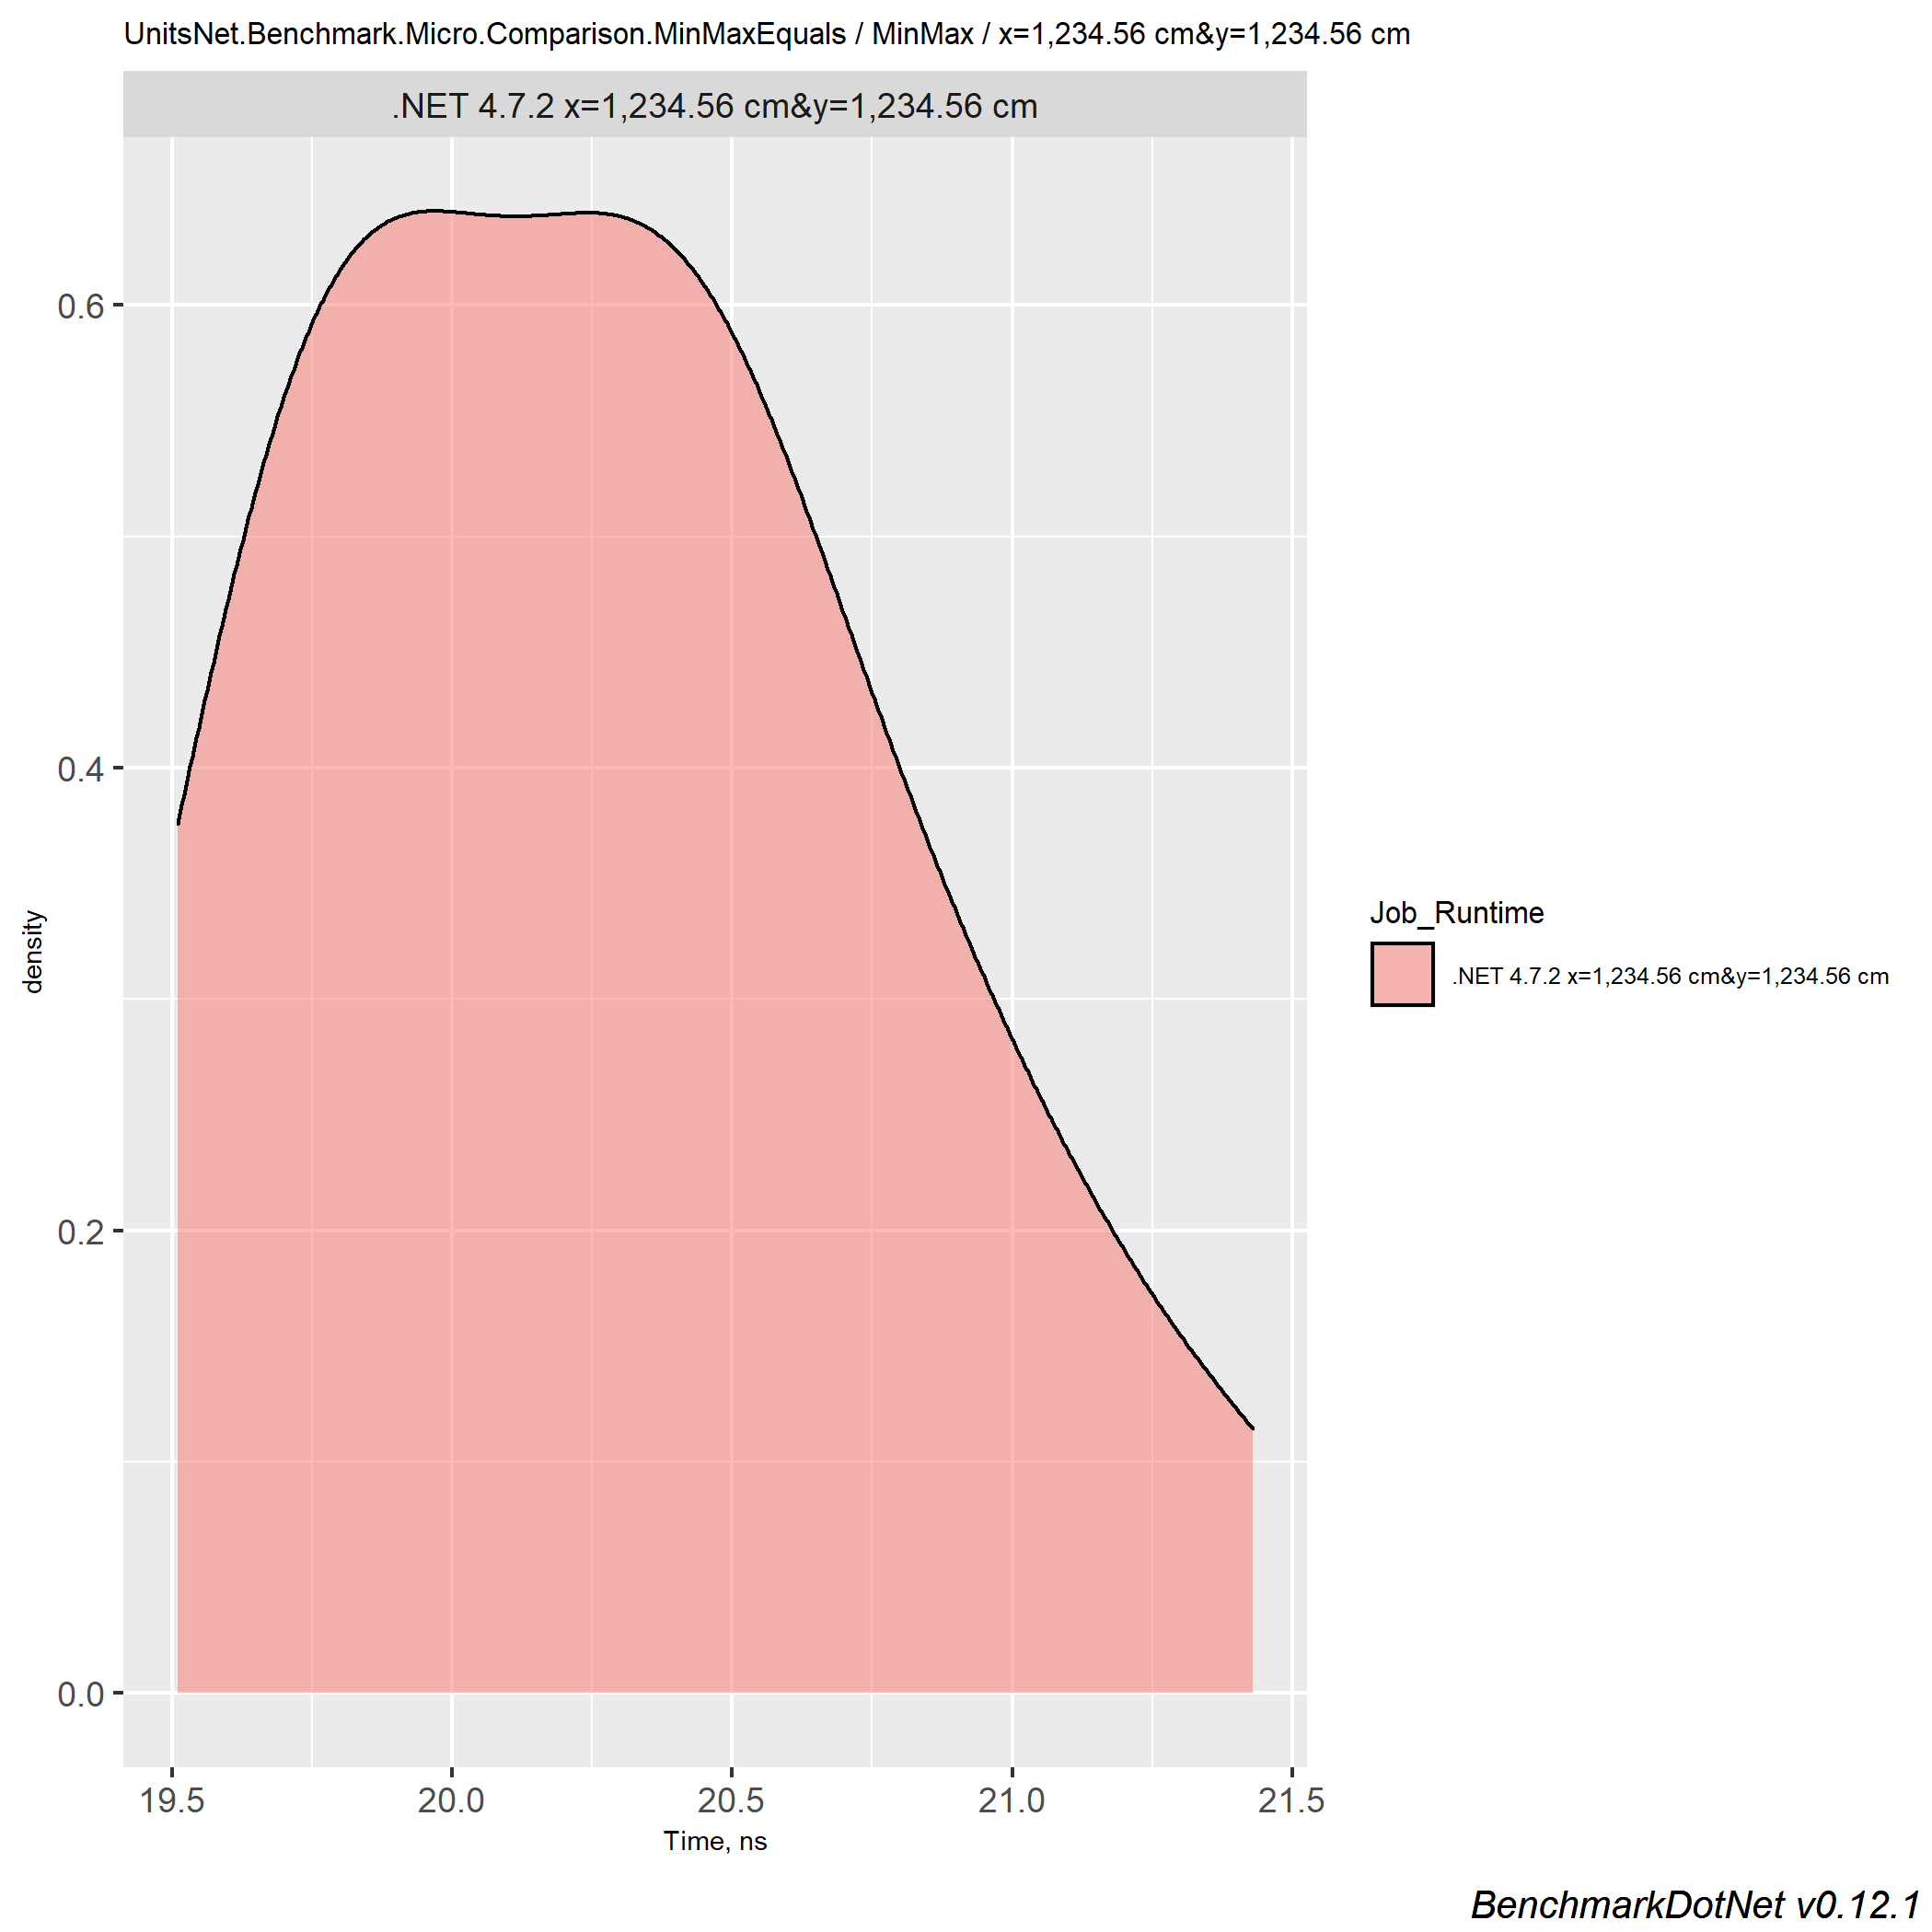 UnitsNet.Benchmark.Micro.Comparison.MinMaxEquals / MinMax / x=1,234.56 cm&y=1,234.56 cm
.NET 4.7.2 x=1,234.56 cm&y=1,234.56 cm
0.6
0.4
0.2
0.0
density
19.5 20.0 20.5 21.0 21.5
Time, ns
Job_Runtime
.NET 4.7.2 x=1,234.56 cm&y=1,234.56 cm
BenchmarkDotNet v0.12.1